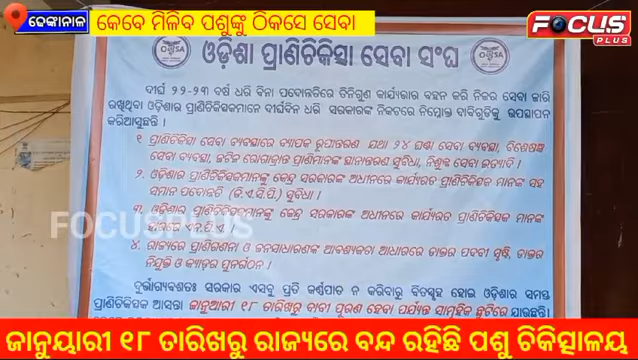 ଢେଙ୍କାନାଳ
କେବେ ମିଳିବ ପଶୁଙ୍କୁ ଠିକସେ ସେବା
FOCUS
PLUS
ଓଡ଼ିଶା ପ୍ରାଣିଚିକିତ୍ସା ସେବା ସଂଘ
ଦୀର୍ଘ ୨୨-୨୩ ବର୍ଷ ଧରି ବିନା ପଦୋନ୍ନତିରେ ତିନିଗୁଣ କାର୍ଯ୍ୟଭାର ବହନ କରି ନିଜର ସେବା ଜାରି
ରଖିଥିବା ଓଡ଼ିଶାର ପ୍ରାଣିଚିକିତ୍ସକମାନେ ଦୀର୍ଘଦିନ ଧରି ସରକାରଙ୍କ ନିକଟରେ ନିମ୍ନୋକ୍ତ ଦାବିଗୁଡ଼ିକୁ ଉପସ୍ଥାପନ
କରିଆସୁଛନ୍ତି ।
୧. ପ୍ରାଣିଚିକିତ୍ସା ସେବା ବ୍ୟବସ୍ଥାରେ ବ୍ୟାପକ ରୂପାନ୍ତରଣ ଯଥା ୨୪ ଘଣ୍ଟା ସେବା ବ୍ୟବସ୍ଥା, ବିଶେଷଜ୍ଞ
ସେବା ବ୍ୟବସ୍ଥା, ଜଟିଳ ରୋଗାକ୍ରାନ୍ତ ପ୍ରାଣିମାନଙ୍କ ସ୍ଥାନାନ୍ତରଣ ସୁବିଧା, ନିଶୁଳ୍କ ସେବା ଇତ୍ୟାଦି ।
୨. ଓଡ଼ିଶାର ପ୍ରାଣିଚିକିତ୍ସକମାନଙ୍କୁ କେନ୍ଦ୍ର ସରକାରଙ୍କ ଅଧୀନରେ କାର୍ଯ୍ୟରତ ପ୍ରାଣିଚିକିତ୍ସକ ମାନଙ୍କ ସହ
ସମାନ ପଦୋନ୍ନତି (ଡି.ଏ.ସି.ପି.) ସୁବିଧା ।
୩. ଓଡ଼ିଶାର ପ୍ରାଣିଚିକିତ୍ସକମାନଙ୍କୁ କେନ୍ଦ୍ର ସରକାରଙ୍କ ଅଧୀନରେ କାର୍ଯ୍ୟରତ ପ୍ରାଣିଚିକିତ୍ସକ ମାନଙ୍କ
ଏନ.ପି.ଏ ।
୪. ରାଜ୍ୟରେ ପ୍ରାଣିଗଣନା ଓ ଜନସାଧାରଣଙ୍କ ଆବଶ୍ୟକତା ଆଧାରରେ ଡାକ୍ତର ପଦବୀ ସୃଷ୍ଟି, ଡାକ୍ତର
ନିଯୁକ୍ତି ଓ କ୍ୟାଡ଼ର ପୁନର୍ଗଠନ ।
ଦୁର୍ଭାଗ୍ୟବଶତଃ ସରକାର ଏସବୁ ପ୍ରତି କର୍ଣ୍ଣପାତ ନ କରିବାରୁ ବିତସ୍ପୃହ ହୋଇ ଓଡ଼ିଶାର ସମସ୍ତ
ପ୍ରାଣିଚିକିତ୍ସକ ଆସନ୍ତା ଜାନୁଆରୀ ୧୮ ତାରିଖରୁ ଦାବୀ ପୂରଣ ହେବା ପର୍ଯ୍ୟନ୍ତ ସାମୁହିକ ଛୁଟିରେ ଯାଉଛନ୍ତି ।
FOCUS PLUS
ଜାନୁୟାରୀ ୧୮ ତାରିଖରୁ ରାଜ୍ୟରେ ବନ୍ଦ ରହିଛି ପଶୁ ଚିକିତ୍ସାଳୟ